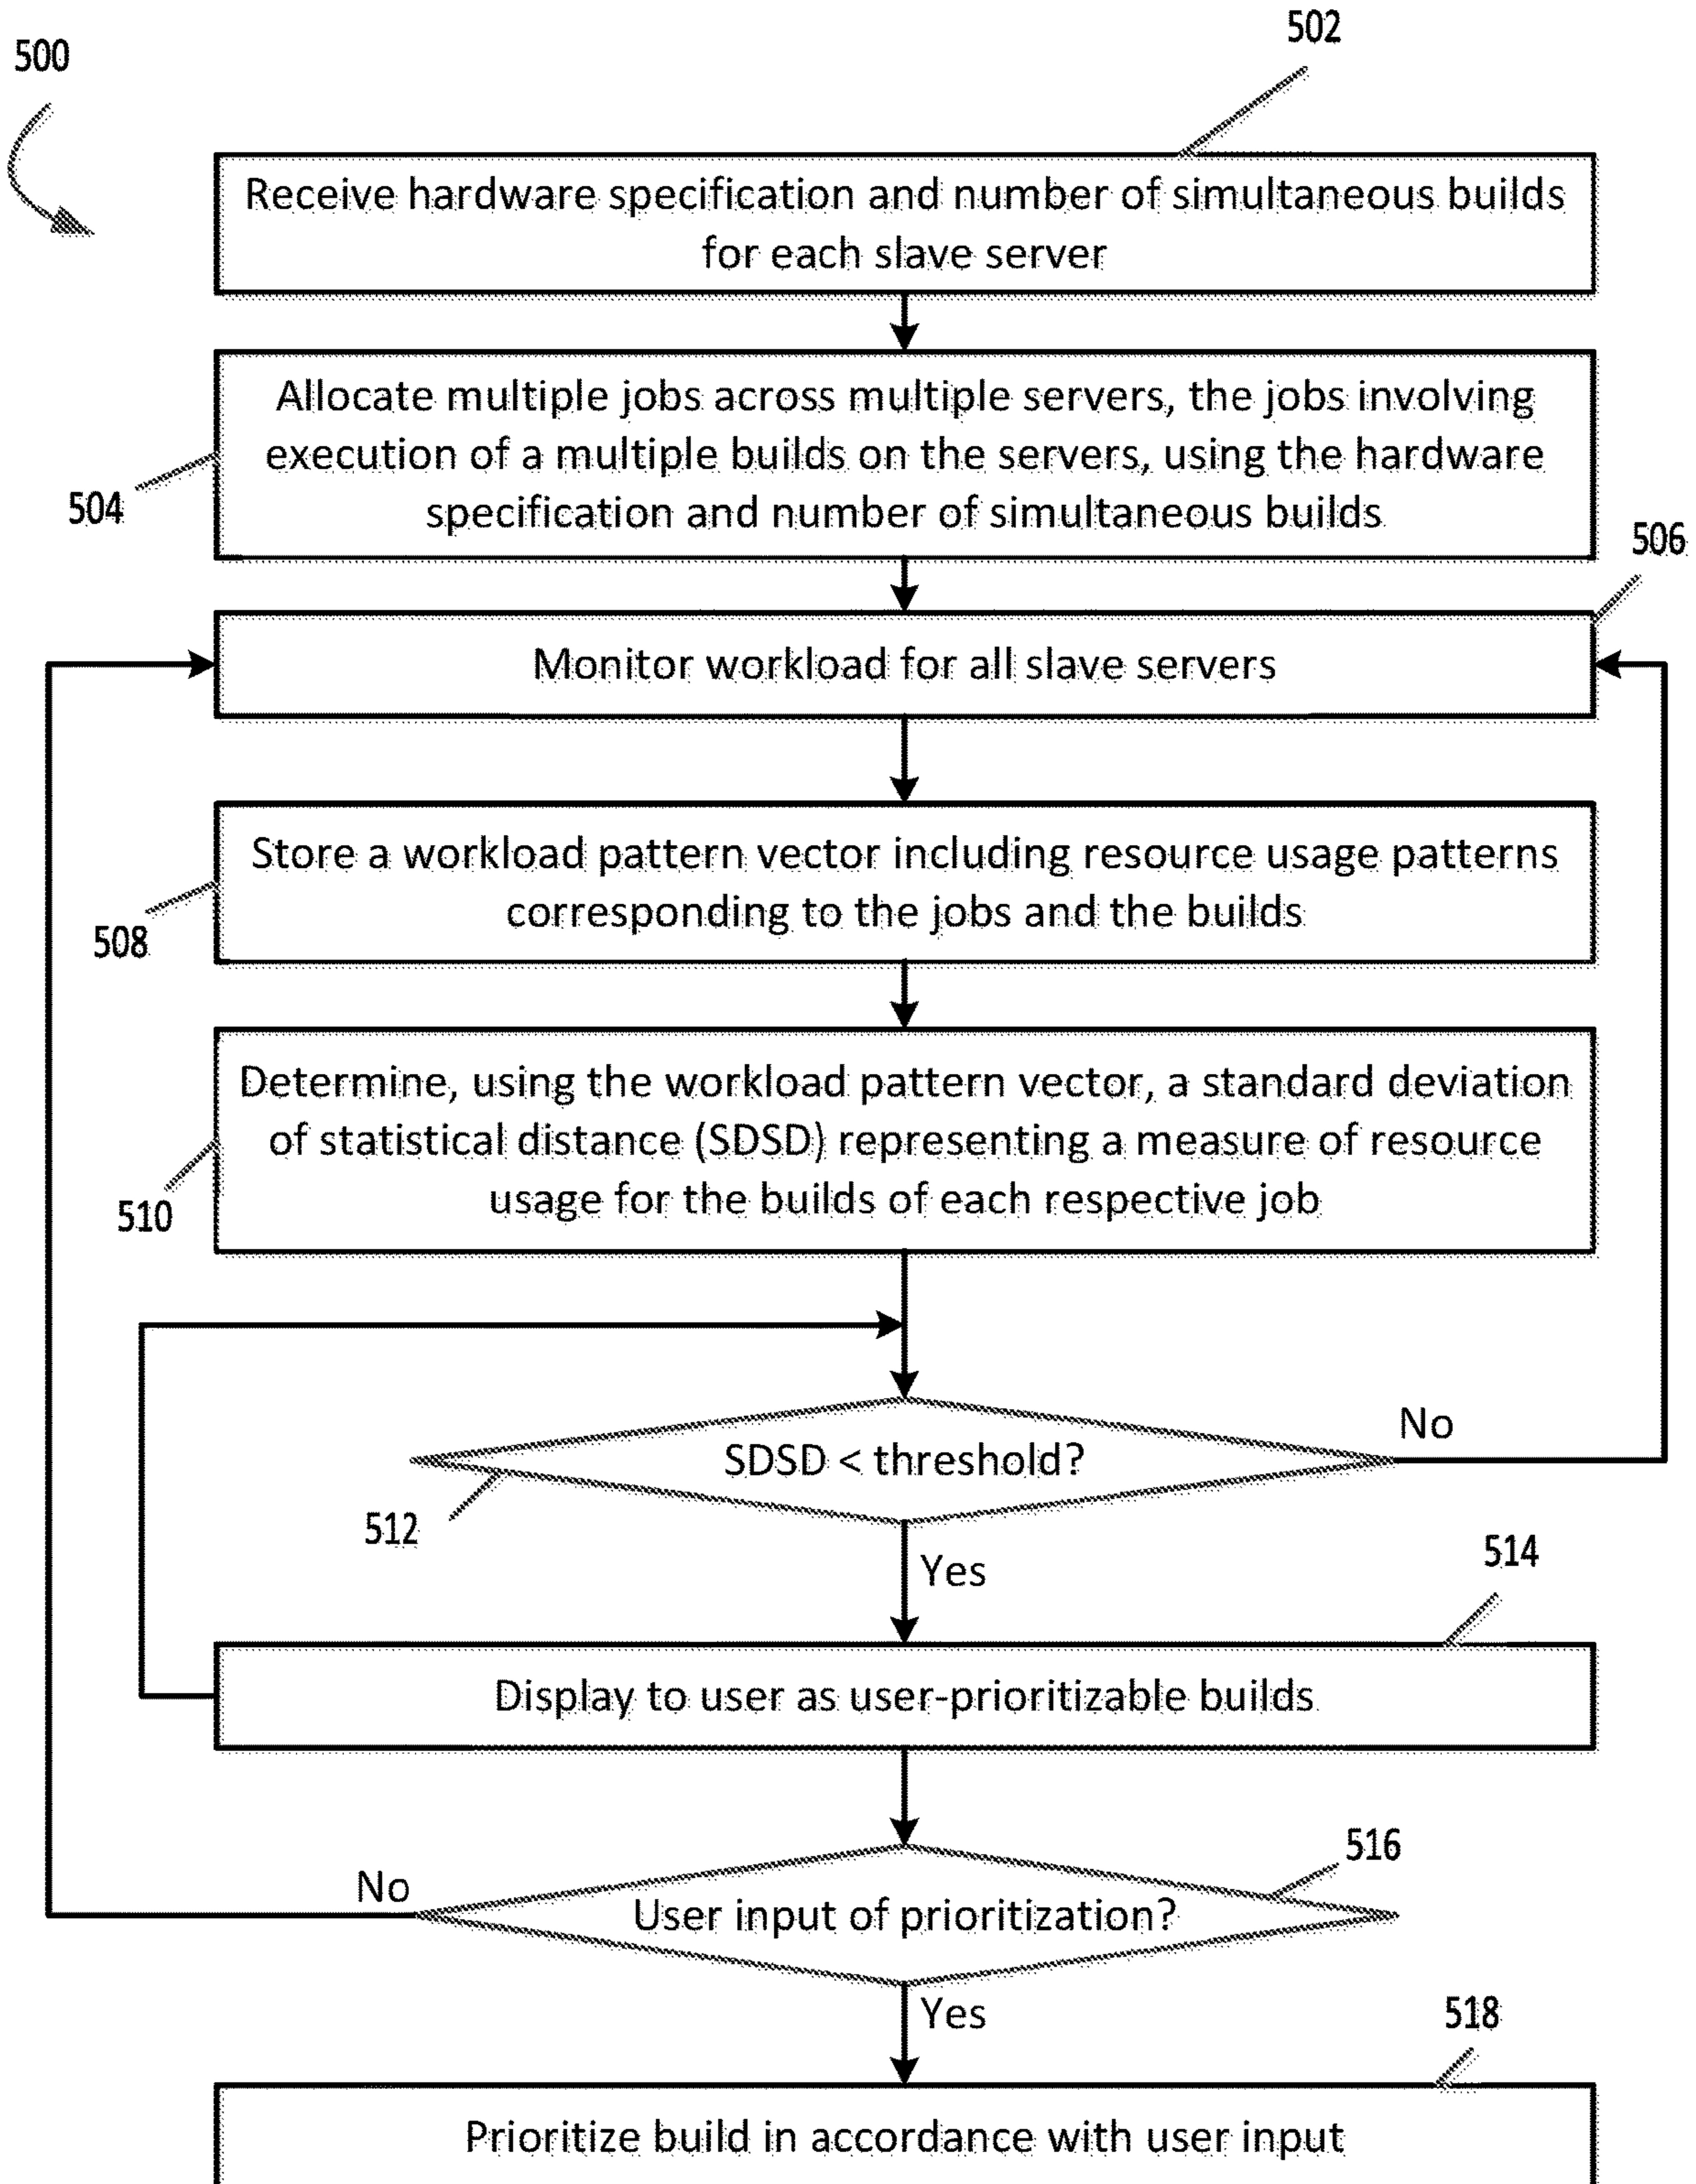 502
500
Receive hardware specification and number of simultaneous builds
for each slave server
Allocate multiple jobs across multiple servers, the jobs involving
execution of a multiple builds on the servers, using the hardware
specification and number of simultaneous builds
504
506
Monitor workload for all slave servers
Store a workload pattern vector including resource usage patterns
corresponding to the jobs and the builds
508
Determine, using the workload pattern vector, a standard deviation
of statistical distance (SDSD) representing a measure of resource
usage for the builds of each respective job
510
No
SDSD < threshold?
512
514
Yes
Display to user as user-prioritizable builds
516
No
User input of prioritization?
Yes
518
Prioritize build in accordance with user input